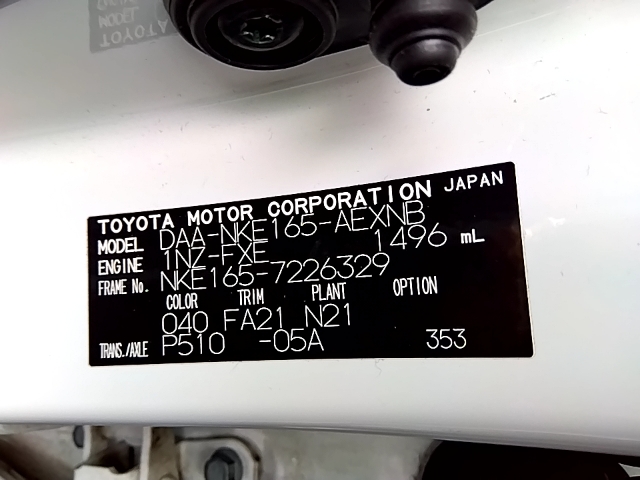 TOYOTA MOTOR CORPORATION JAPAN
MODEL DAA-NKE165-AEXNB
ENGINE 1NZ-FXE 1496 mL
FRAME No. NKE165-7226329
COLOR TRIM PLANT OPTION
040 FA21 N21
TRANS./AXLE P510 -05A 353